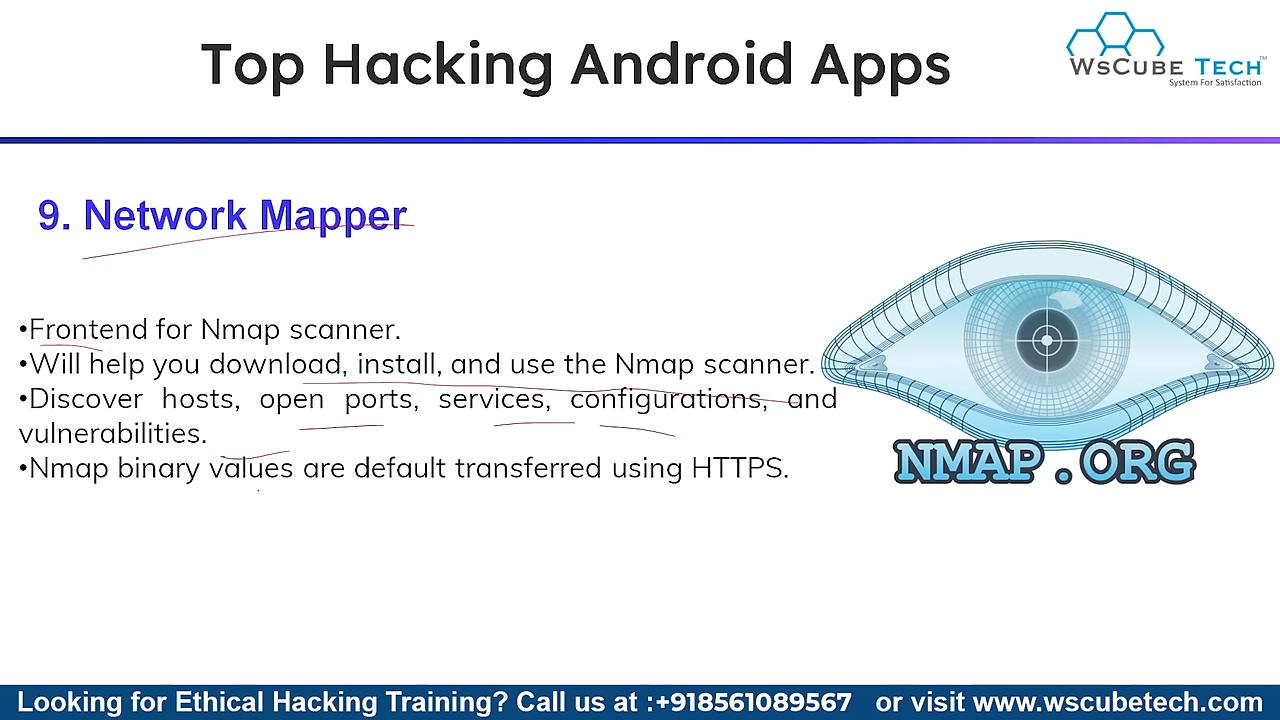 Top Hacking Android Apps
WsCube Tech™
System For Satisfaction
9. Network Mapper
•Frontend for Nmap scanner.
•Will help you download, install, and use the Nmap scanner.
•Discover hosts, open ports, services, configurations, and
vulnerabilities.
•Nmap binary values are default transferred using HTTPS.
NMAP.ORG
Looking for Ethical Hacking Training? Call us at :+918561089567 or visit www.wscubetech.com